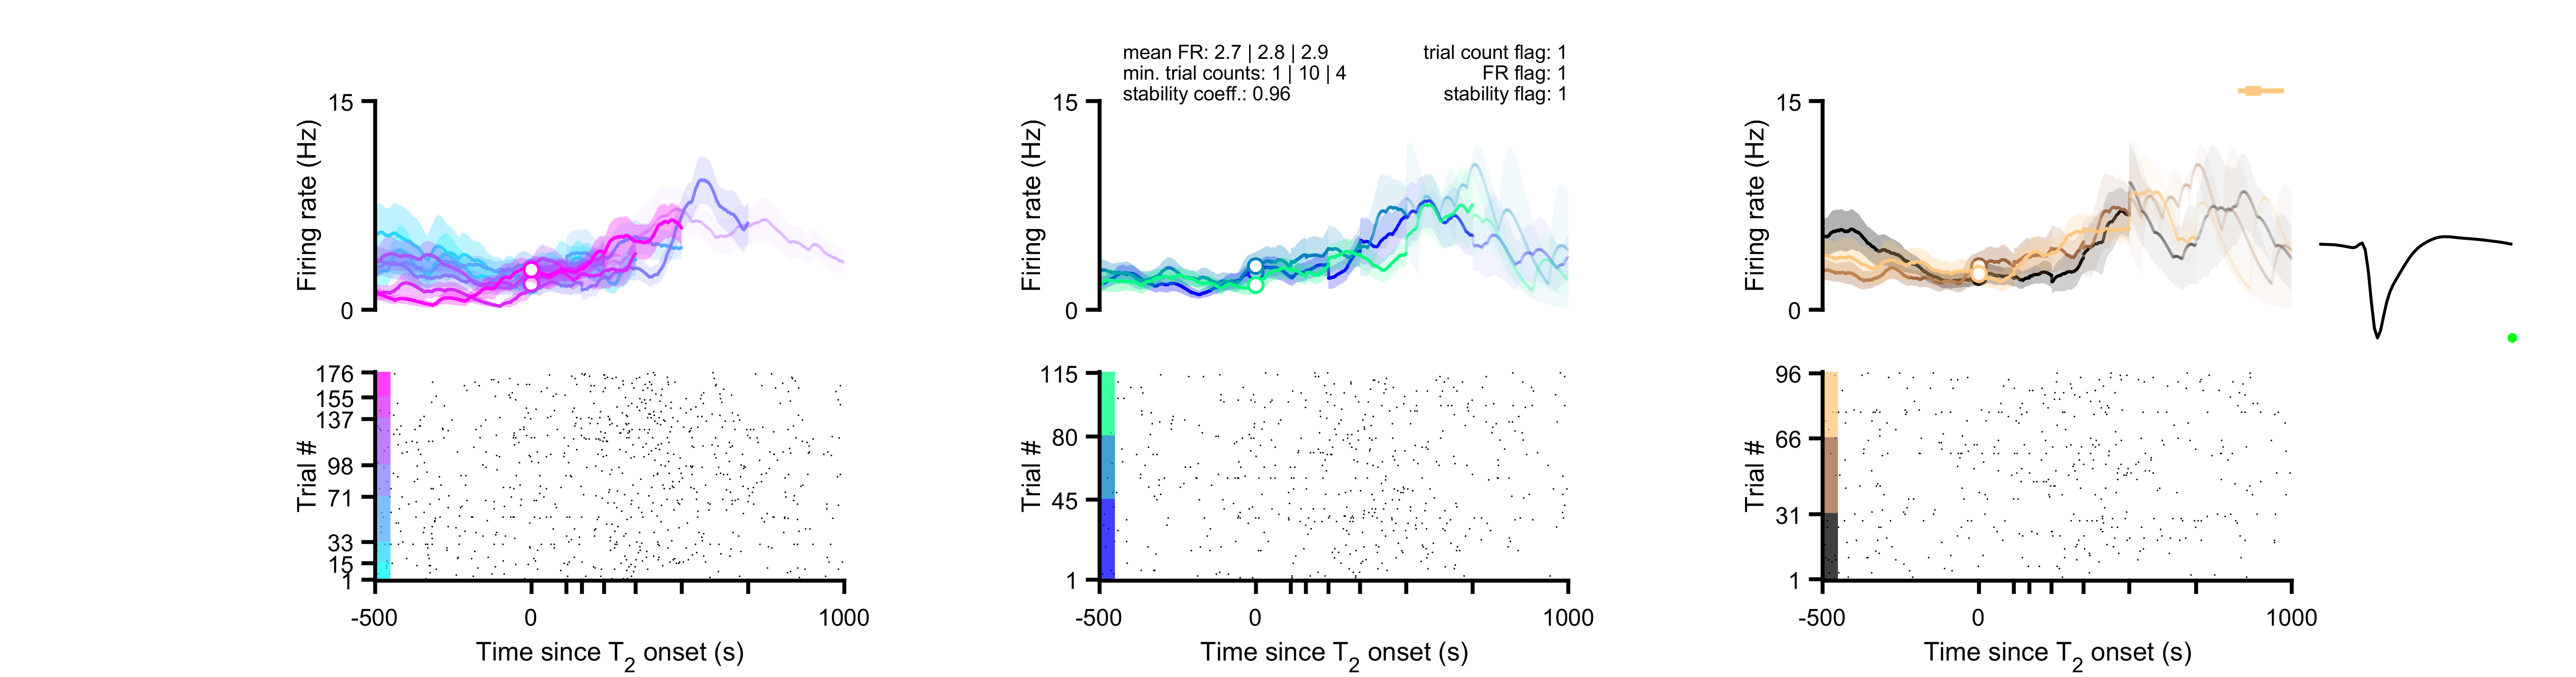 mean FR: 2.7 | 2.8 | 2.9
min. trial counts: 1 | 10 | 4
stability coeff.: 0.96
trial count flag: 1
FR flag: 1
stability flag: 1
15
0
Firing rate (Hz)
15
0
Firing rate (Hz)
15
0
Firing rate (Hz)
176
155
137
98
71
33
15
1
Trial #
-500
0
1000
Time since T2 onset (s)
115
80
45
1
Trial #
-500
0
1000
Time since T2 onset (s)
96
66
31
1
Trial #
-500
0
1000
Time since T2 onset (s)